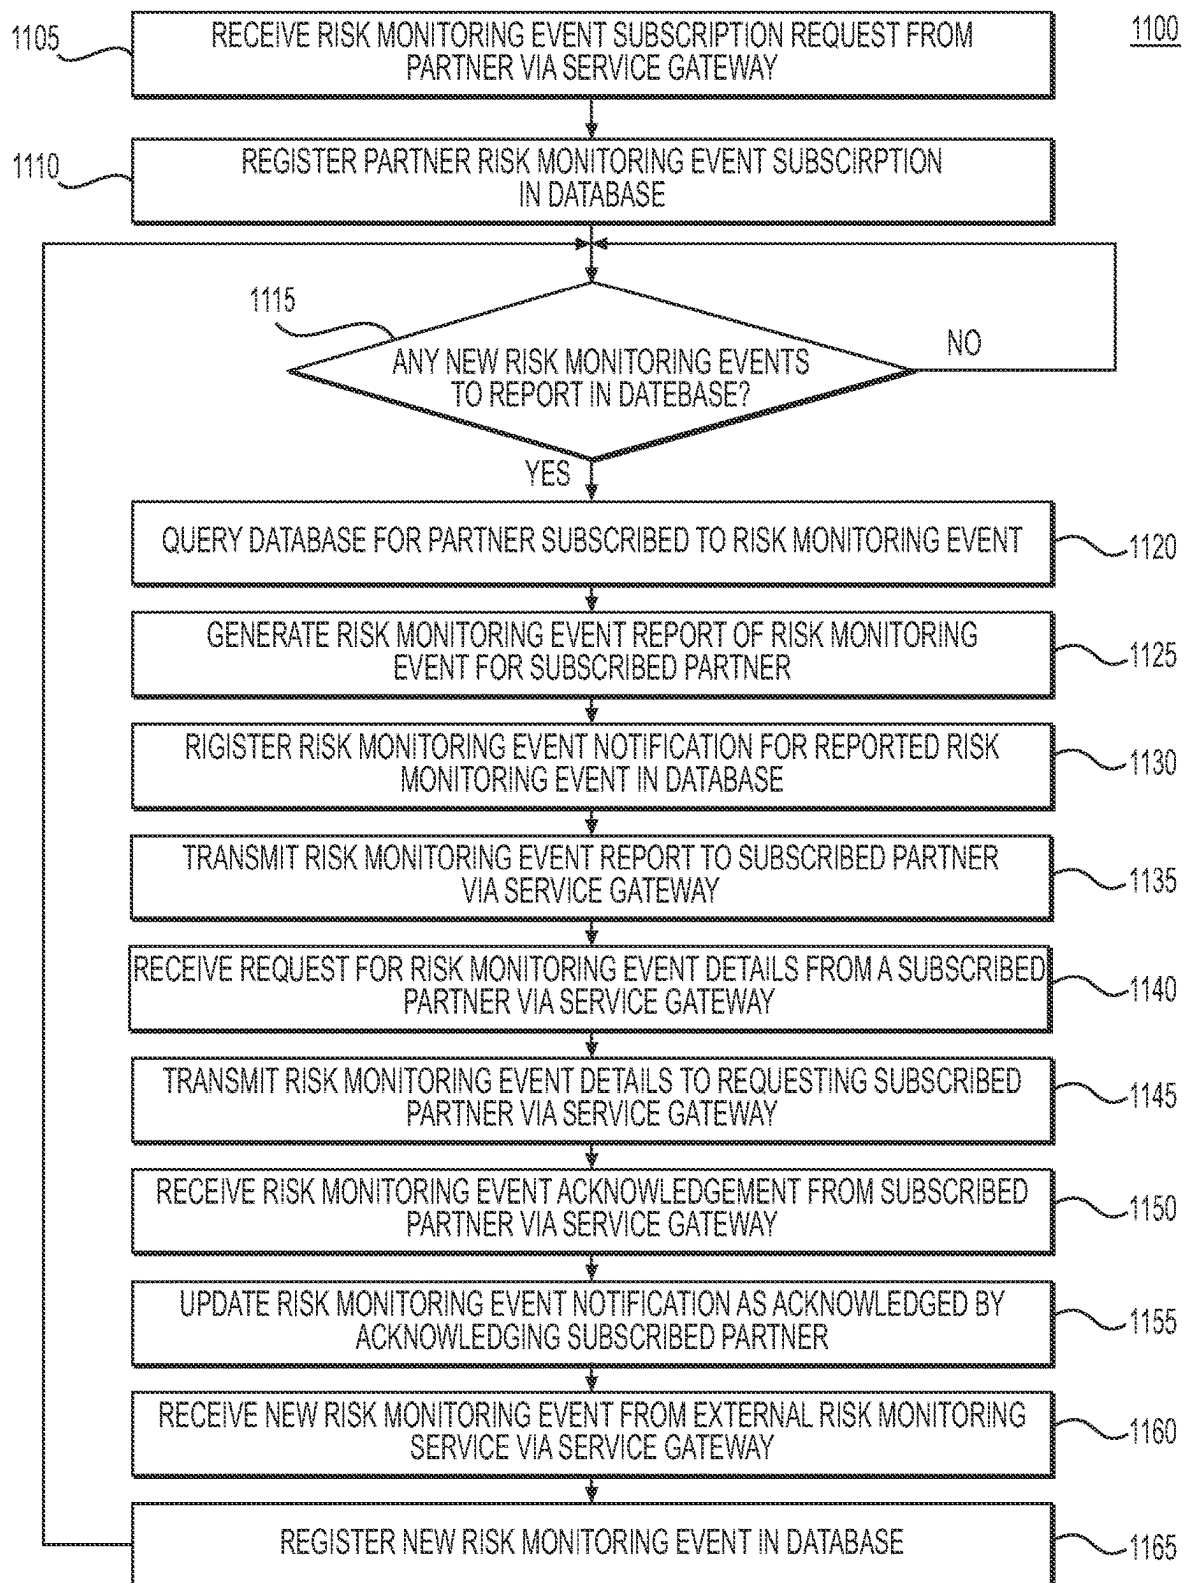 1100
1105
RECEIVE RISK MONITORING EVENT SUBSCRIPTION REQUEST FROM
PARTNER VIA SERVICE GATEWAY
1110
REGISTER PARTNER RISK MONITORING EVENT SUBSCIRPTION
IN DATABASE
1115
ANY NEW RISK MONITORING EVENTS
TO REPORT IN DATEBASE?
NO
YES
QUERY DATABASE FOR PARTNER SUBSCRIBED TO RISK MONITORING EVENT
1120
GENERATE RISK MONITORING EVENT REPORT OF RISK MONITORING
EVENT FOR SUBSCRIBED PARTNER
1125
RIGISTER RISK MONITORING EVENT NOTIFICATION FOR REPORTED RISK
MONITORING EVENT IN DATABASE
1130
TRANSMIT RISK MONITORING EVENT REPORT TO SUBSCRIBED PARTNER
VIA SERVICE GATEWAY
1135
RECEIVE REQUEST FOR RISK MONITORING EVENT DETAILS FROM A SUBSCRIBED
PARTNER VIA SERVICE GATEWAY
1140
TRANSMIT RISK MONITORING EVENT DETAILS TO REQUESTING SUBSCRIBED
PARTNER VIA SERVICE GATEWAY
1145
RECEIVE RISK MONITORING EVENT ACKNOWLEDGEMENT FROM SUBSCRIBED
PARTNER VIA SERVICE GATEWAY
1150
UPDATE RISK MONITORING EVENT NOTIFICATION AS ACKNOWLEDGED BY
ACKNOWLEDGING SUBSCRIBED PARTNER
1155
RECEIVE NEW RISK MONITORING EVENT FROM EXTERNAL RISK MONITORING
SERVICE VIA SERVICE GATEWAY
1160
REGISTER NEW RISK MONITORING EVENT IN DATABASE
1165